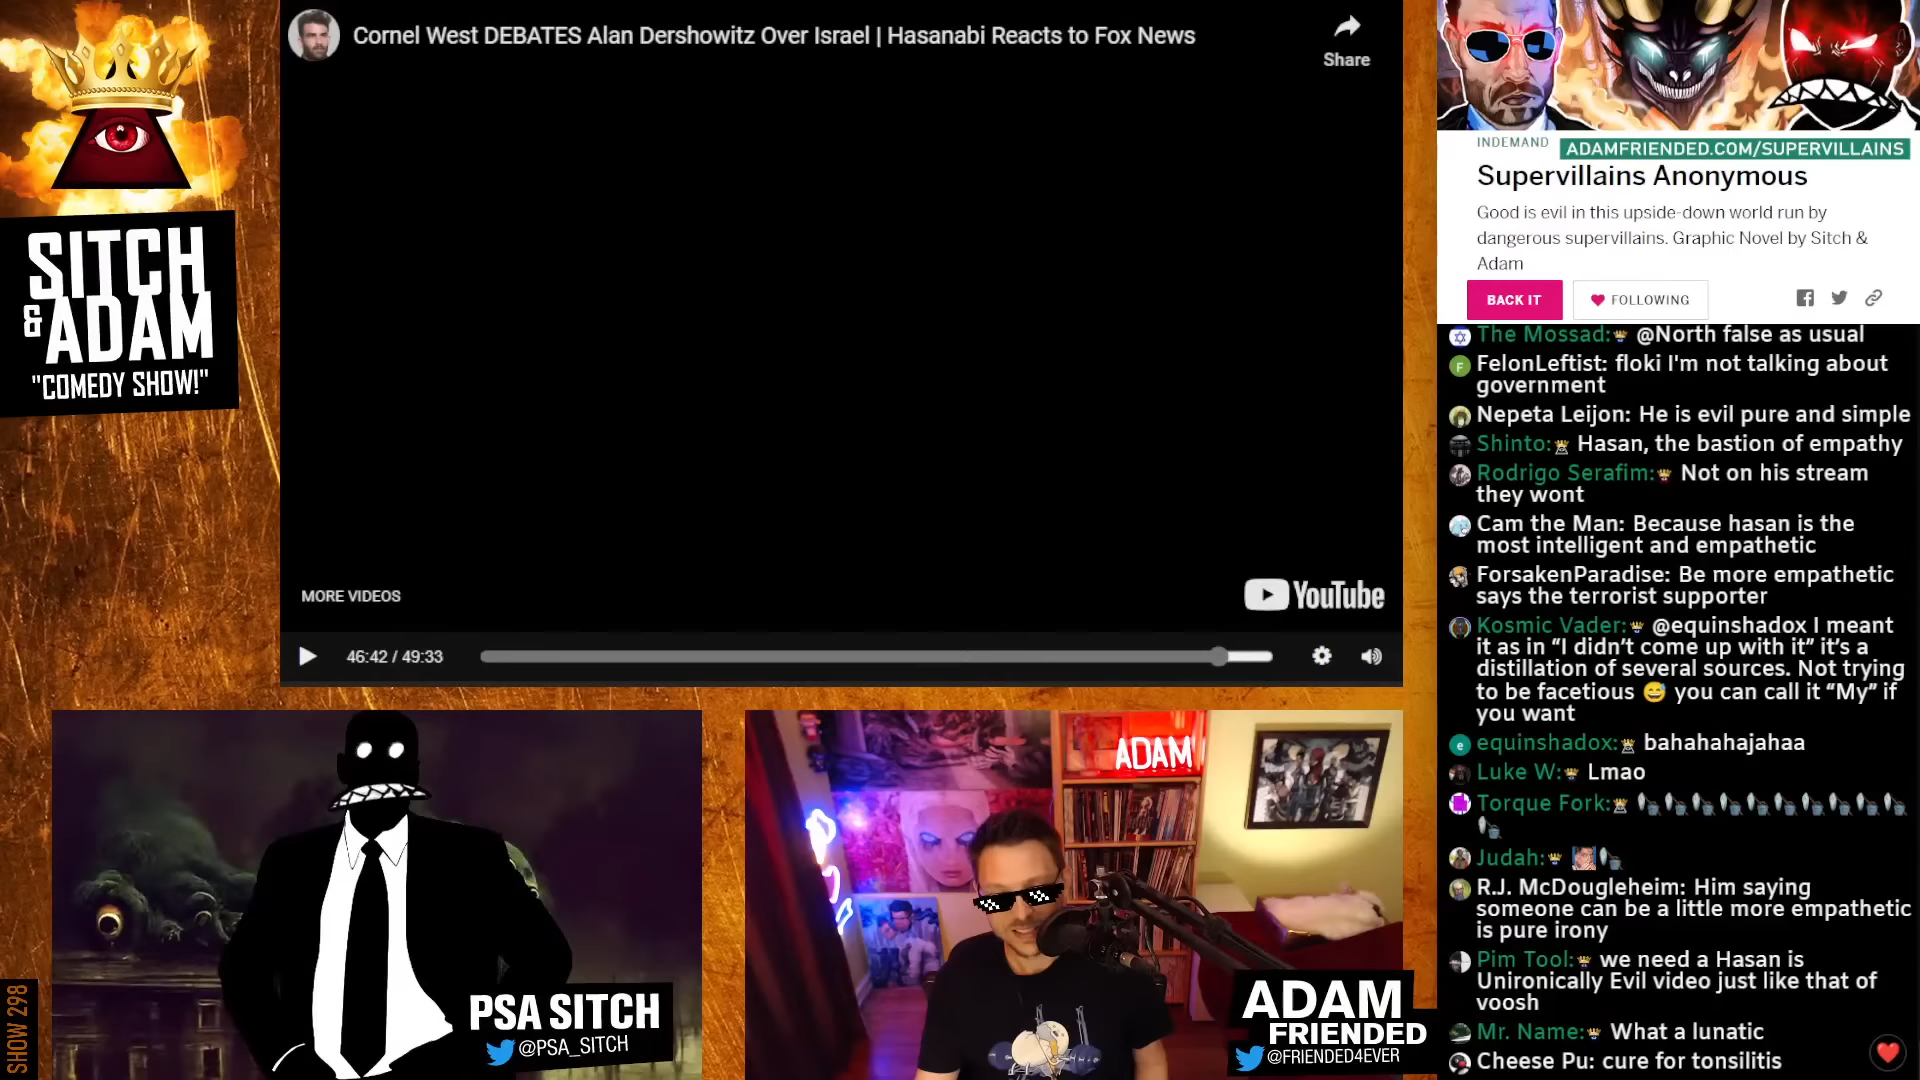 SITCH
& ADAM
"COMEDY SHOW!"
SHOW 298
Cornel West DEBATES Alan Dershowitz Over Israel | Hasanabi Reacts to Fox News
Share
MORE VIDEOS
YouTube
46:42 / 49:33
PSA SITCH
@PSA_SITCH
ADAM
ADAM
FRIENDED
@FRIENDED4EVER
INDEMAND
ADAMFRIENDED.COM/SUPERVILLAINS
Supervillains Anonymous
Good is evil in this upside-down world run by
dangerous supervillains. Graphic Novel by Sitch &
Adam
BACK IT
FOLLOWING
The Mossad: @North false as usual
F
FelonLeftist: floki I'm not talking about
government
Nepeta Leijon: He is evil pure and simple
Shinto: Hasan, the bastion of empathy
Rodrigo Serafim: Not on his stream
they wont
Cam the Man: Because hasan is the
most intelligent and empathetic
ForsakenParadise: Be more empathetic
says the terrorist supporter
Kosmic Vader: @equinshadox I meant
it as in “I didn’t come up with it” it’s a
distillation of several sources. Not trying
to be facetious 😅 you can call it “My” if
you want
e
equinshadox: bahahahajahaa
Luke W: Lmao
Torque Fork:
Judah:
R.J. McDougleheim: Him saying
someone can be a little more empathetic
is pure irony
Pim Tool: we need a Hasan is
Unironically Evil video just like that of
voosh
Mr. Name: What a lunatic
Cheese Pu: cure for tonsilitis